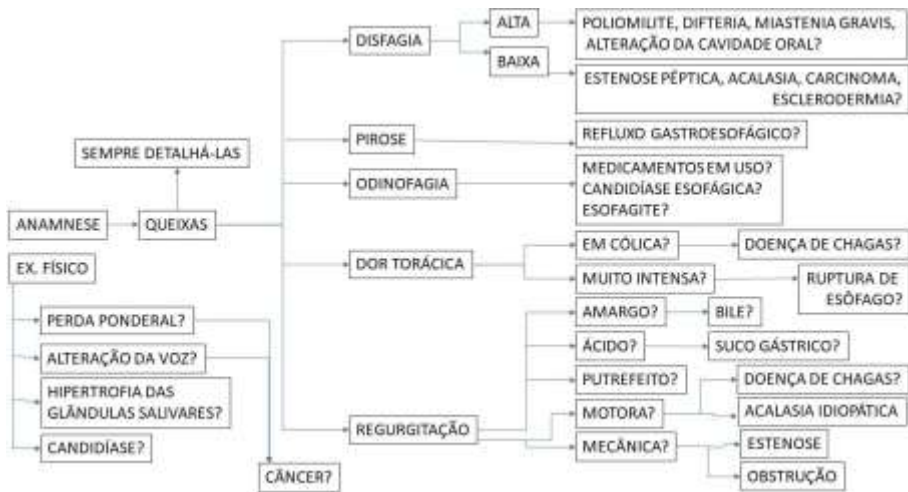 DISFAGIA
ALTA
POLIOMILITE, DIFTERIA, MIASTENIA GRAVIS,
ALTERAÇÃO DA CAVIDADE ORAL?
BAIXA
ESTENOSE PÉPTICA, ACALASIA, CARCINOMA,
ESCLERODERMIA?
PIROSE
REFLUXO GASTROESOFÁGICO?
SEMPRE DETALHÁ-LAS
ODINOFAGIA
MEDICAMENTOS EM USO?
CANDIDÍASE ESOFÁGICA?
ESOFAGITE?
ANAMNESE
QUEIXAS
DOR TORÁCICA
EM CÓLICA?
DOENÇA DE CHAGAS?
MUITO INTENSA?
RUPTURA DE
ESÔFAGO?
EX. FÍSICO
PERDA PONDERAL?
ALTERAÇÃO DA VOZ?
HIPERTROFIA DAS
GLÂNDULAS SALIVARES?
CANDIDÍASE?
CÂNCER?
REGURGITAÇÃO
AMARGO?
BILE?
ÁCIDO?
SUCO GÁSTRICO?
PUTREFEITO?
MOTORA?
DOENÇA DE CHAGAS?
ACALASIA IDIOPÁTICA
MECÂNICA?
ESTENOSE
OBSTRUÇÃO